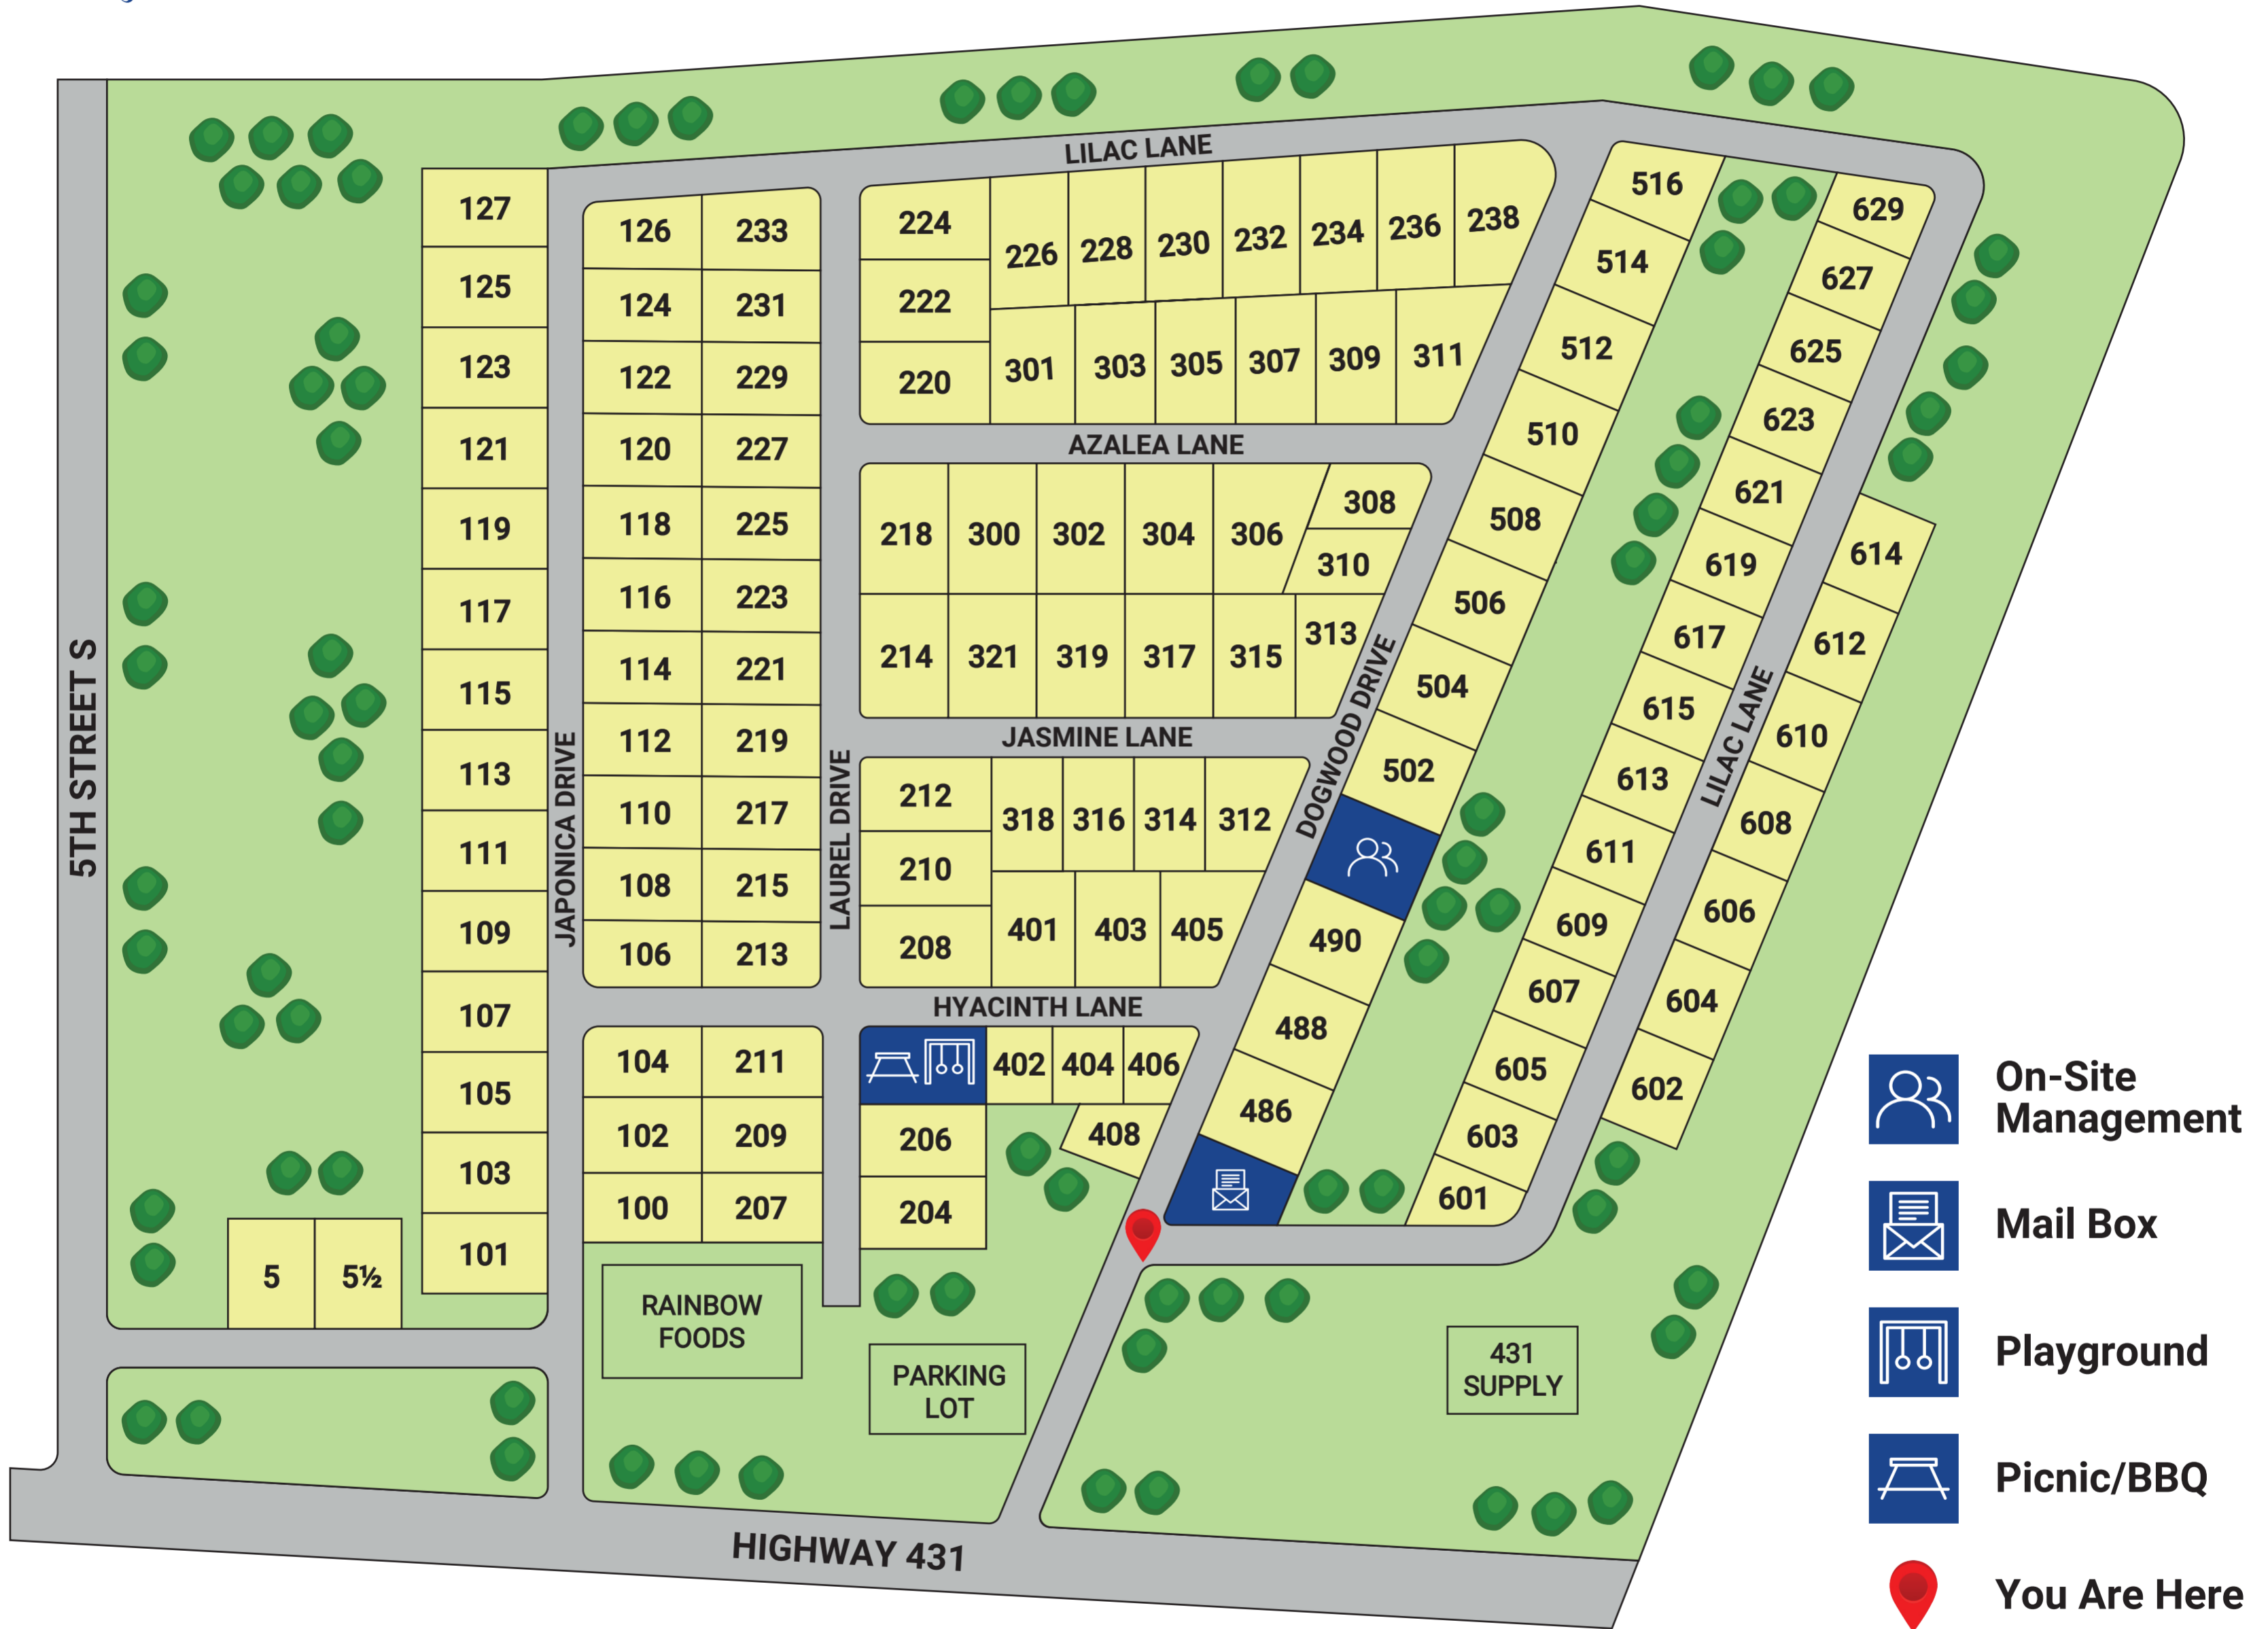 LILAC LANE
127
125
123
121
119
117
115
113
111
109
107
105
103
101
5
5½
5TH STREET S
JAPONICA DRIVE
126 233
124 231
122 229
120 227
118 225
116 223
114 221
112 219
110 217
108 215
106 213
104 211
102 209
100 207
LAUREL DRIVE
224
222
220
226 228 230 232 234 236 238
301 303 305 307 309 311
AZALEA LANE
218 300 302 304 306 308
310
214 321 319 317 315 313
JASMINE LANE
212
210
208
318 316 314 312
401 403 405
HYACINTH LANE
402 404 406
408
206
204
DOGWOOD DRIVE
516
514
512
510
508
506
504
502
490
488
486
629
627
625
623
621
619
617
615
613
611
609
607
605
603
601
LILAC LANE
614
612
610
608
606
604
602
RAINBOW
FOODS
PARKING
LOT
431
SUPPLY
HIGHWAY 431
On-Site
Management
Mail Box
Playground
Picnic/BBQ
You Are Here